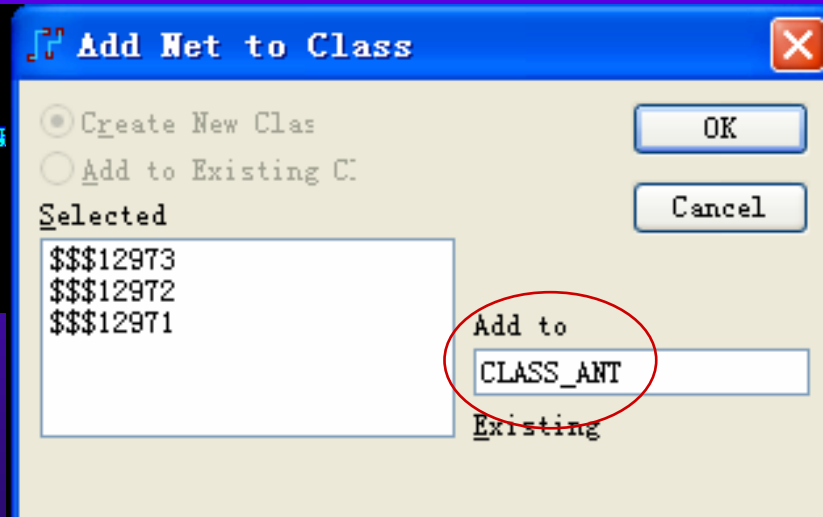 Add Net to Class
Create New Clas
OK
Add to Existing C
Cancel
Selected
$$$12973
$$$12972
$$$12971
Add to
CLASS_ANT
Existing